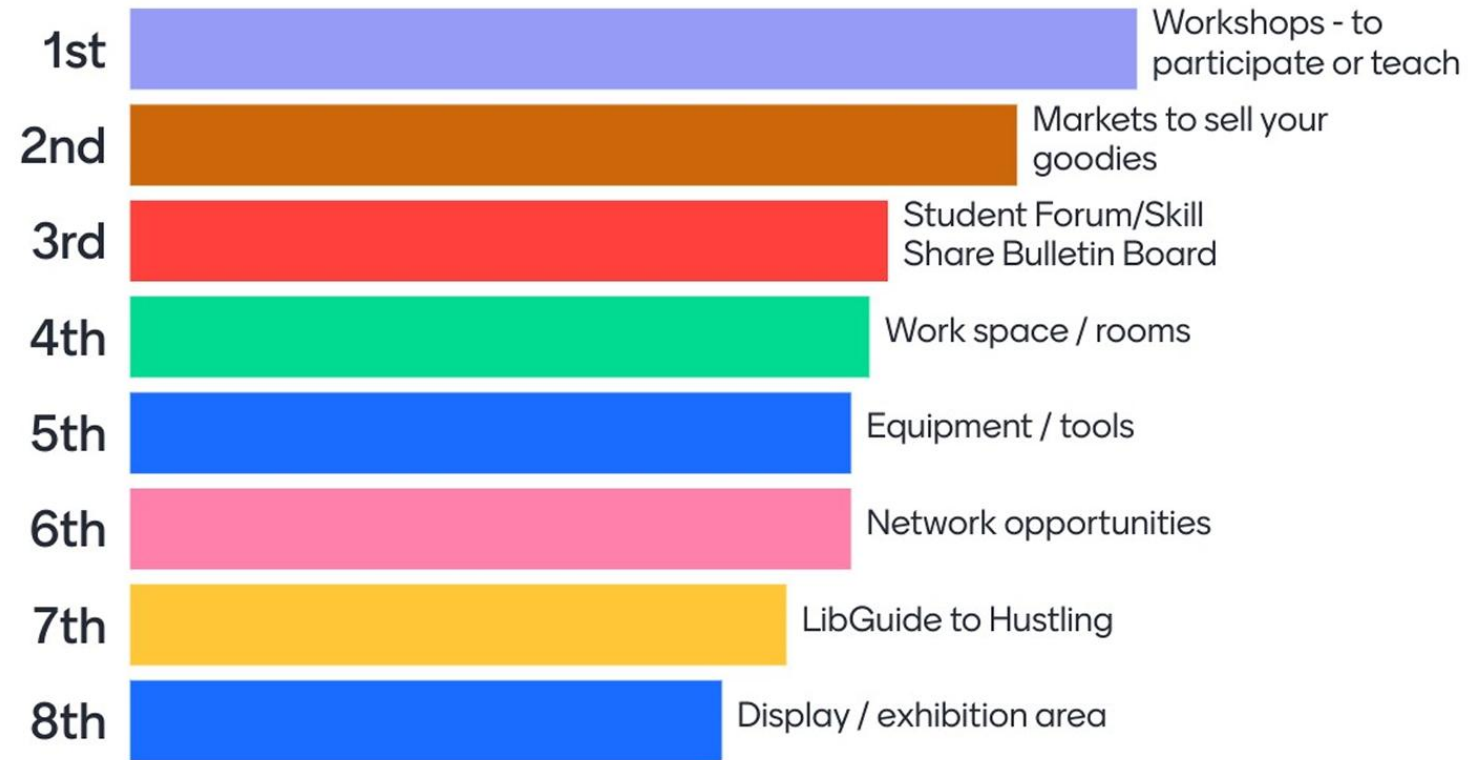 1st
Workshops - to
participate or teach
2nd
Markets to sell your
goodies
3rd
Student Forum/Skill
Share Bulletin Board
4th
Work space / rooms
5th
Equipment / tools
6th
Network opportunities
7th
LibGuide to Hustling
8th
Display / exhibition area